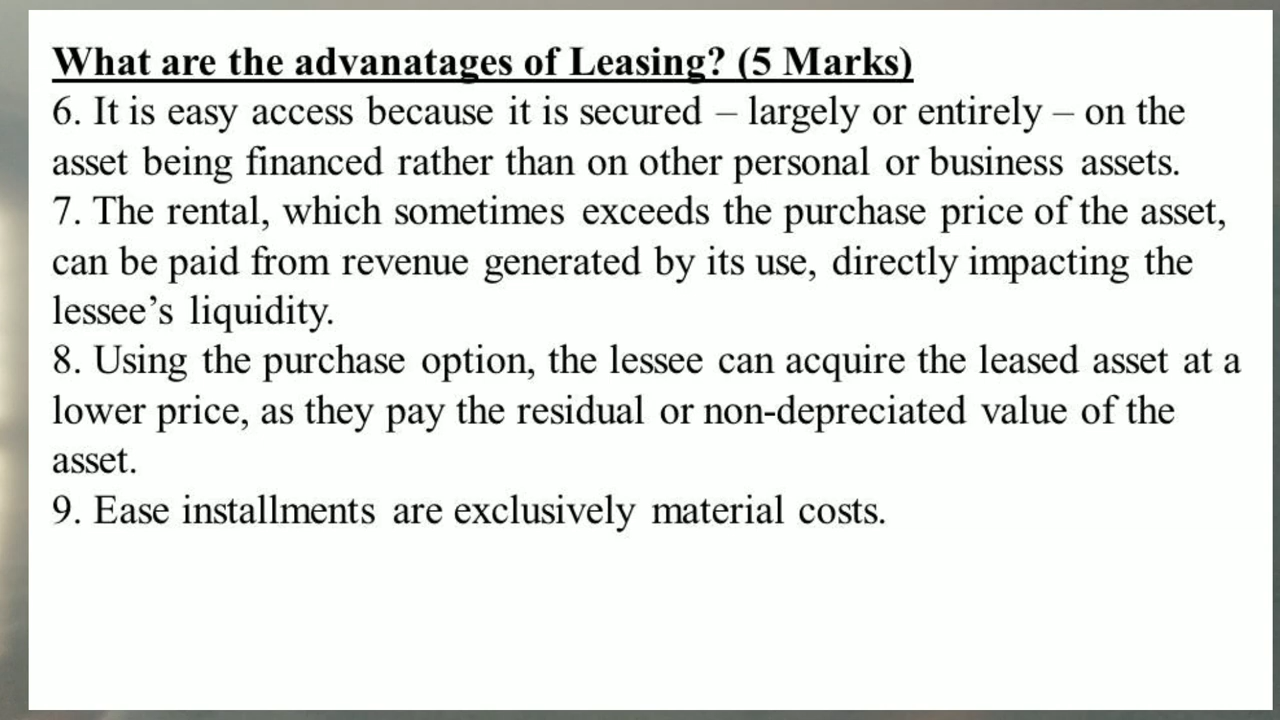 What are the advanatages of Leasing? (5 Marks)
6. It is easy access because it is secured – largely or entirely – on the
asset being financed rather than on other personal or business assets.
7. The rental, which sometimes exceeds the purchase price of the asset,
can be paid from revenue generated by its use, directly impacting the
lessee’s liquidity.
8. Using the purchase option, the lessee can acquire the leased asset at a
lower price, as they pay the residual or non-depreciated value of the
asset.
9. Ease installments are exclusively material costs.